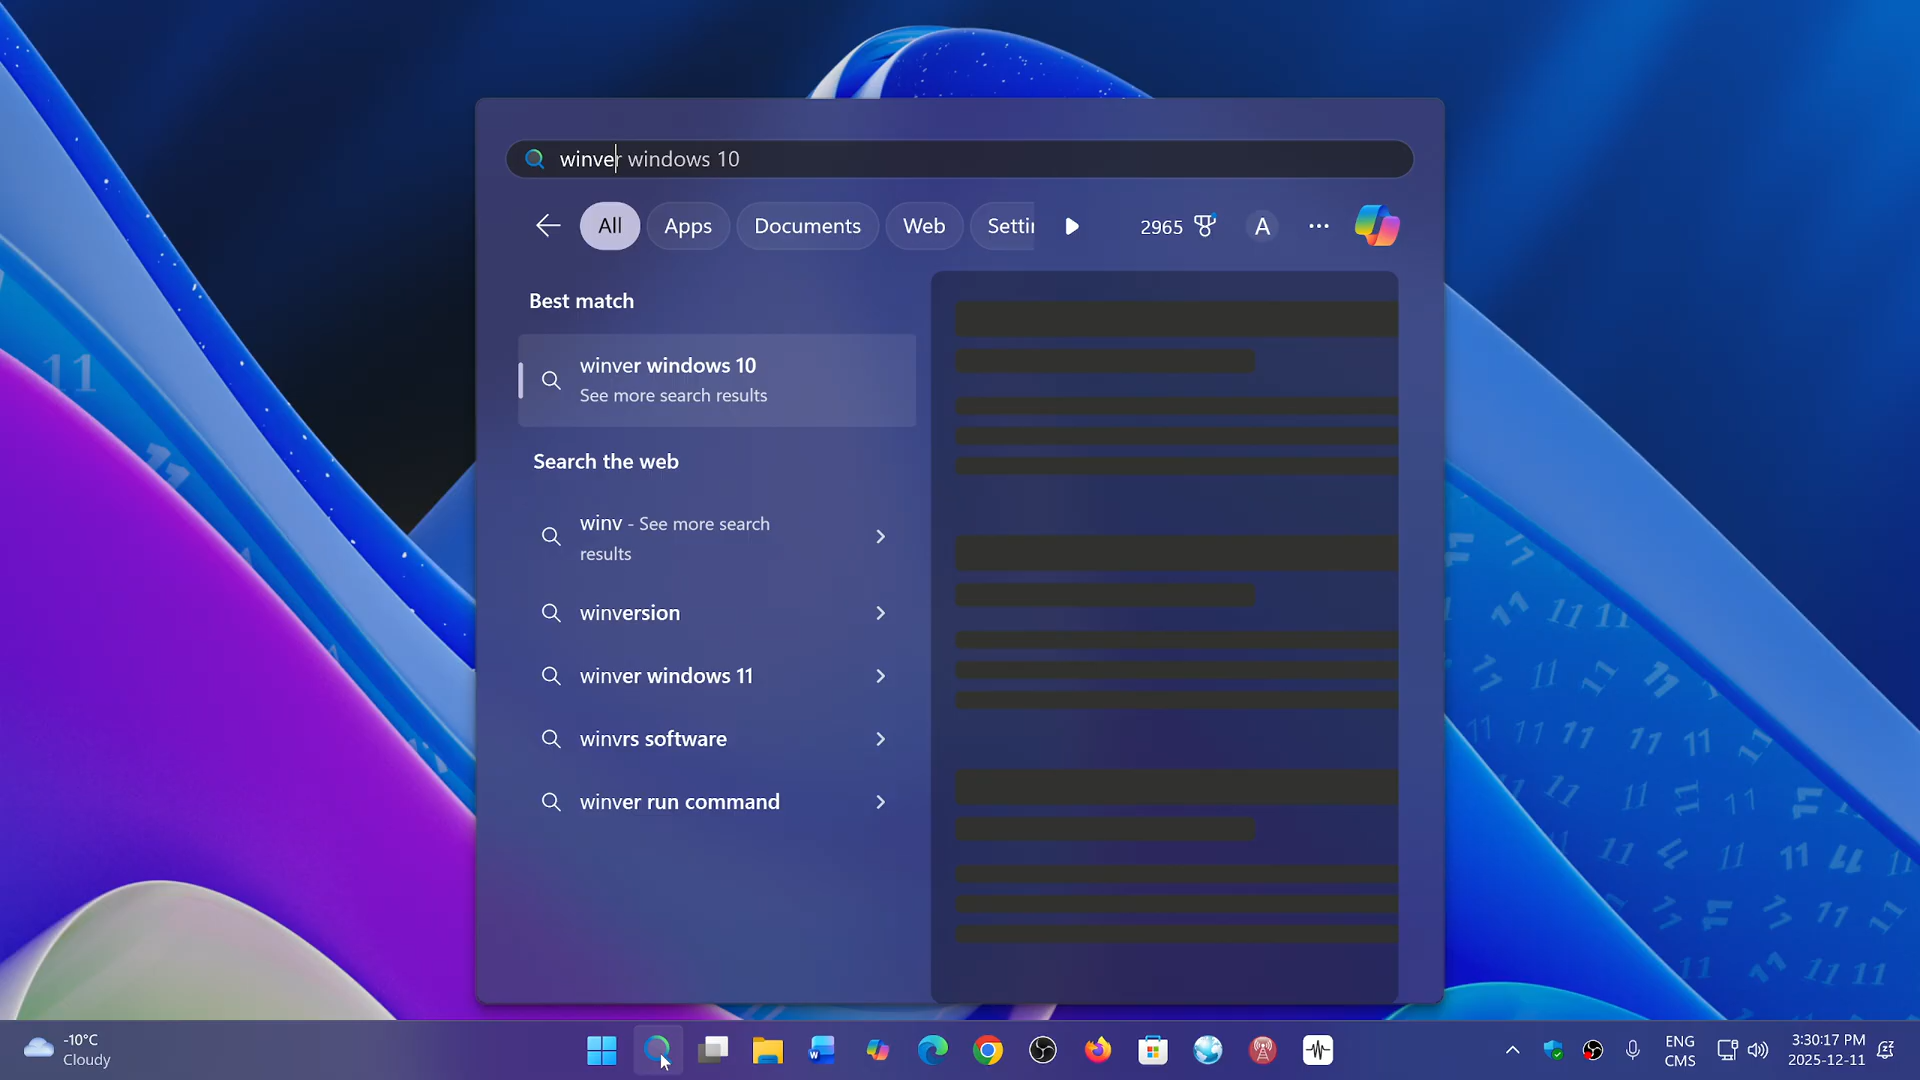 winver windows 10
All
Apps
Documents
Web
Setti
2965
A
Best match
winver windows 10
See more search results
Search the web
winv - See more search
results
winversion
winver windows 11
winvrs software
winver run command
11
-10°C
Cloudy
ENG
CMS
3:30:17 PM
2025-12-11